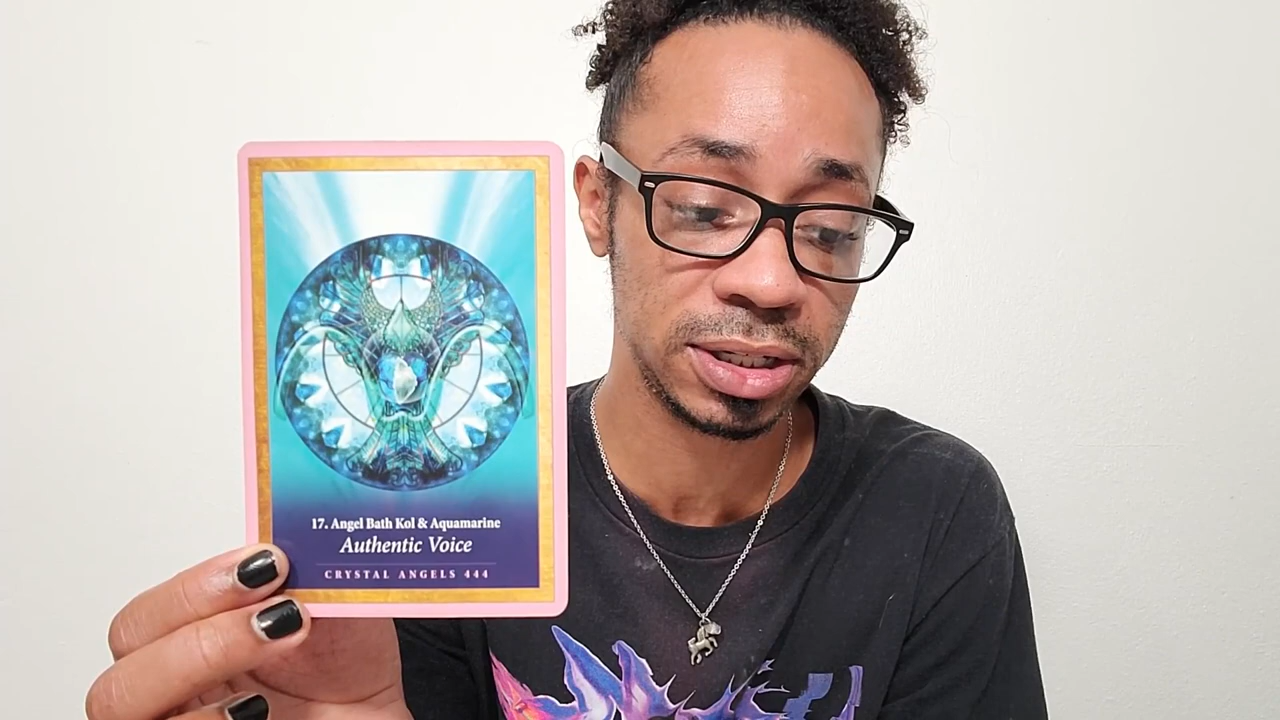 17. Angel Bath Kol & Aquamarine
Authentic Voice
CRYSTAL ANGELS 444